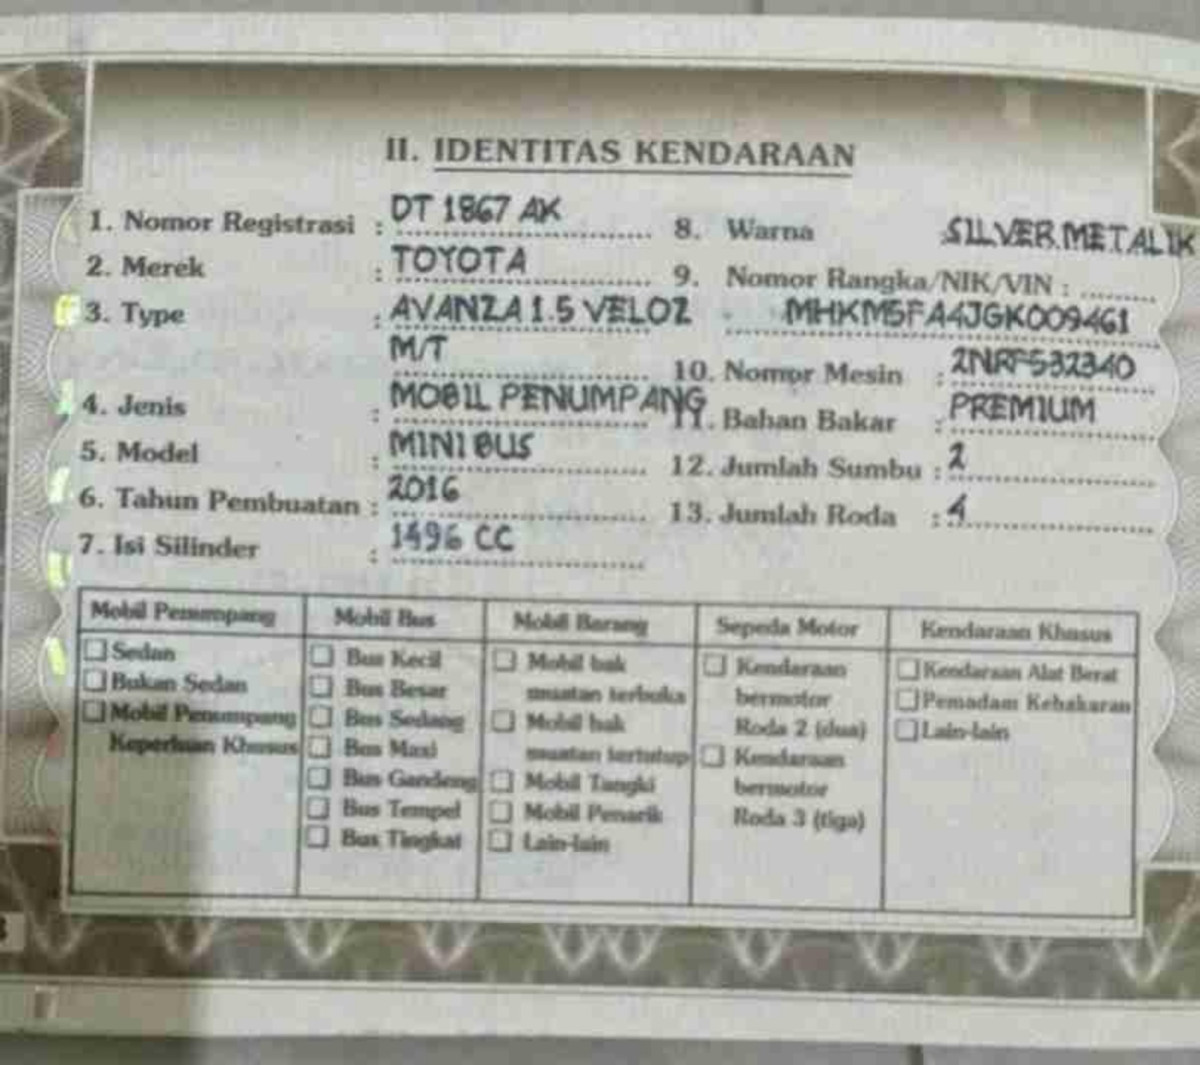 II. IDENTITAS KENDARAAN
1. Nomor Registrasi : DT 1867 AK
2. Merek : TOYOTA
3. Type : AVANZA 1.5 VELOZ
M/T
4. Jenis : MOBIL PENUMPANG
5. Model : MINIBUS
6. Tahun Pembuatan : 2016
7. Isi Silinder : 1496 CC
8. Warna SILVER METALIK
9. Nomor Rangka/NIK/VIN :
MHKM5FA4JGK009461
10. Nomor Mesin : 2NRF532340
11. Bahan Bakar : PREMIUM
12. Jumlah Sumbu : 2
13. Jumlah Roda : 4
Mobil Penumpang
Sedan
Bukan Sedan
Mobil Penumpang
Keperluan Khusus
Mobil Bus
Bus Kecil
Bus Besar
Bus Sedang
Bus Maxi
Bus Gandeng
Bus Tempel
Bus Tingkat
Mobil Barang
Mobil bak
muatan terbuka
Mobil bak
muatan tertutup
Mobil Tangki
Mobil Penarik
Lain-lain
Sepeda Motor
Kendaraan
bermotor
Roda 2 (dua)
Kendaraan
bermotor
Roda 3 (tiga)
Kendaraan Khusus
Kendaraan Alat Berat
Pemadam Kebakaran
Lain-lain